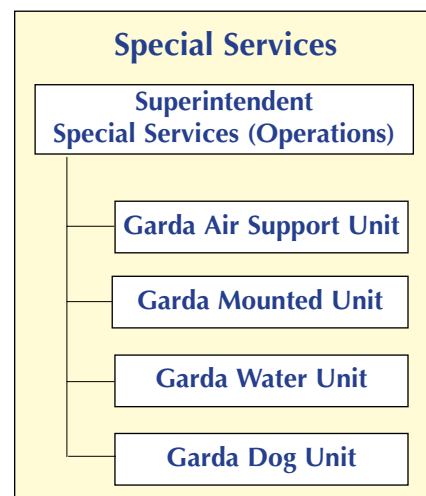 Special Services
Superintendent
Special Services (Operations)
Garda Air Support Unit
Garda Mounted Unit
Garda Water Unit
Garda Dog Unit